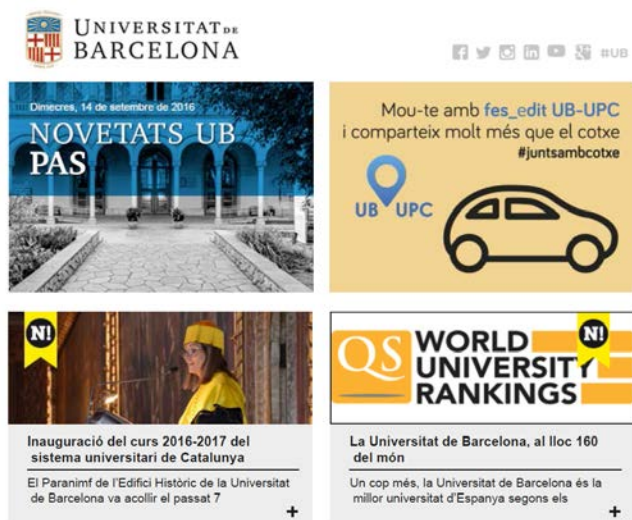 UNIVERSITAT DE
BARCELONA
#UB
Dimecres, 14 de setembre de 2016
NOVETATS UB
PAS
Mou-te amb fes_edit UB-UPC
i comparteix molt més que el cotxe
#juntsambcotxe
UB UPC
N!
Inauguració del curs 2016-2017 del
sistema universitari de Catalunya
El Paranimf de l'Edifici Històric de la Universitat
de Barcelona va acollir el passat 7
+
QS WORLD
UNIVERSITY
RANKINGS
N!
La Universitat de Barcelona, al lloc 160
del món
Un cop més, la Universitat de Barcelona és la
millor universitat d'Espanya segons els
+